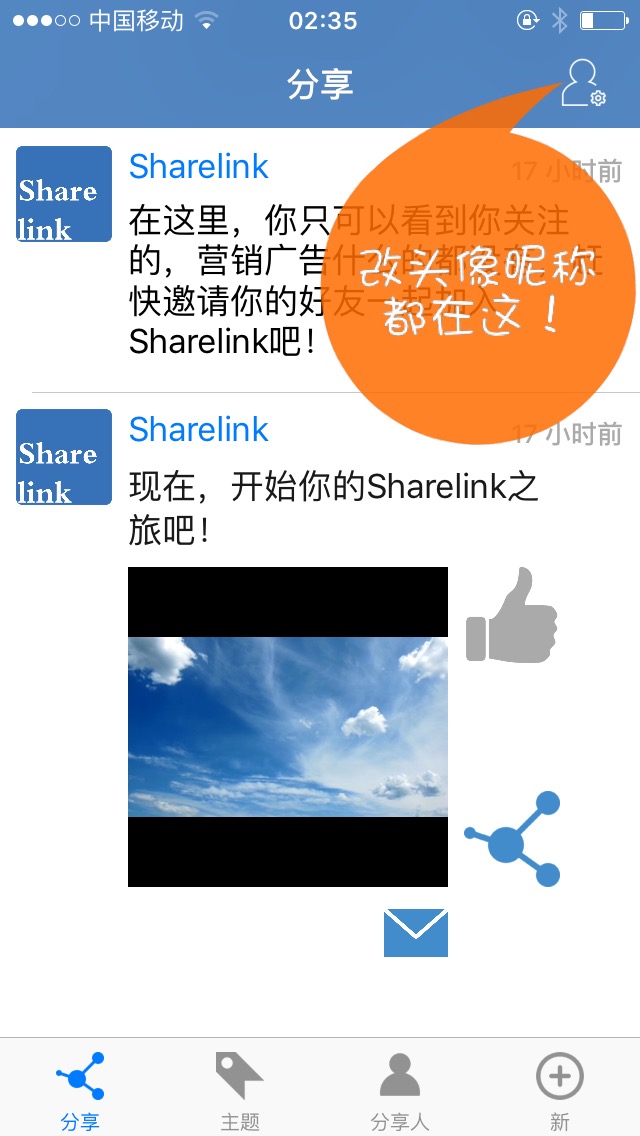 中国移动
02:35
分享
Share
link
Sharelink
17 小时前
在这里，你只可以看到你关注
的，营销广告什么的都没有，赶
快邀请你的好友一起加入
Sharelink吧！
改头像昵称
都在这！
Share
link
Sharelink
17 小时前
现在，开始你的Sharelink之
旅吧！
分享
主题
分享人
新